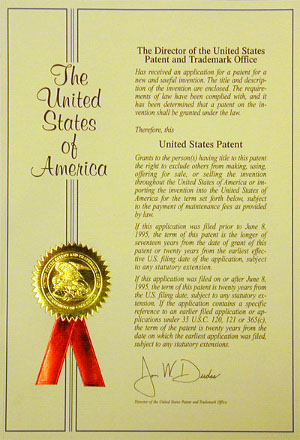 The
United
States
of
America
The Director of the United States
Patent and Trademark Office
Has received an application for a patent for a
new and useful invention. The title and descrip-
tion of the invention are enclosed. The require-
ments of law have been complied with, and it
has been determined that a patent on the in-
vention shall be granted under the law.
Therefore, this
United States Patent
Grants to the person(s) having title to this patent
the right to exclude others from making, using,
offering for sale, or selling the invention
throughout the United States of America or im-
porting the invention into the United States of
America for the term set forth below, subject
to the payment of maintenance fees as provided
by law.
If this application was filed prior to June 8,
1995, the term of this patent is the longer of
seventeen years from the date of grant of this
patent or twenty years from the earliest effec-
tive U.S. filing date of the application, subject
to any statutory extension.
If this application was filed on or after June 8,
1995, the term of this patent is twenty years from
the U.S. filing date, subject to any statutory ex-
tension. If the application contains a specific
reference to an earlier filed application or ap-
plications under 35 U.S.C. 120, 121 or 365(c),
the term of the patent is twenty years from the
date on which the earliest application was filed,
subject to any statutory extensions.
Jon W Dudas
Director of the United States Patent and Trademark Office